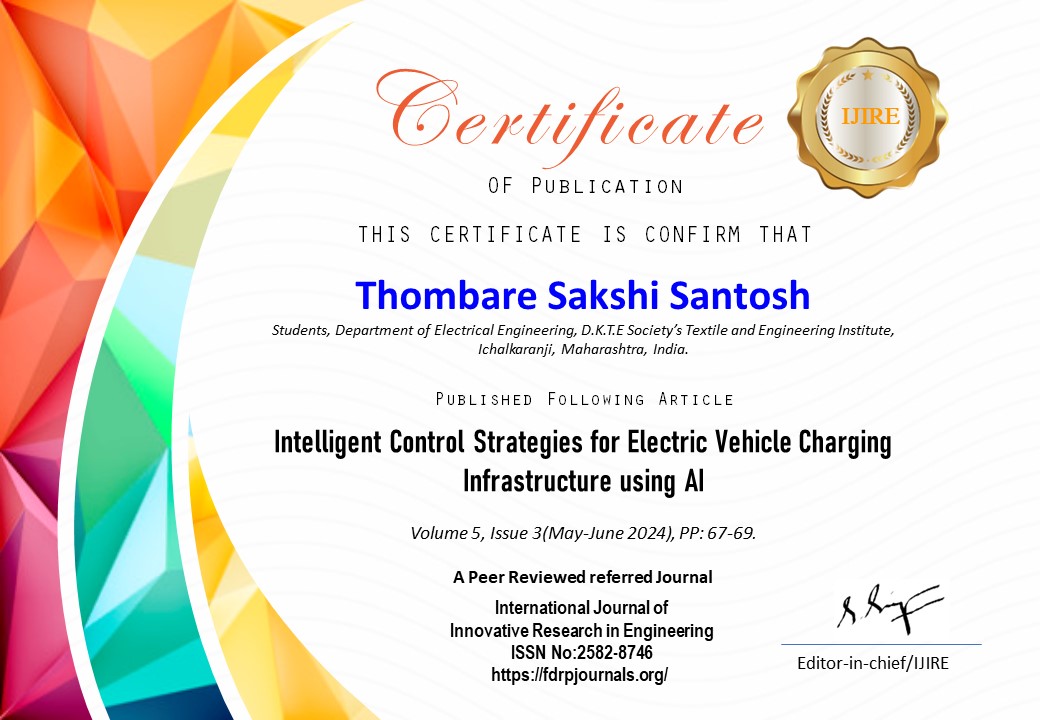 Certificate
IJIRE
OF PUBLICATION
THIS CERTIFICATE IS CONFIRM THAT
Thombare Sakshi Santosh
Students, Department of Electrical Engineering, D.K.T.E Society’s Textile and Engineering Institute,
Ichalkaranji, Maharashtra, India.
PUBLISHED FOLLOWING ARTICLE
Intelligent Control Strategies for Electric Vehicle Charging
Infrastructure using AI
Volume 5, Issue 3(May-June 2024), PP: 67-69.
A Peer Reviewed referred Journal
International Journal of
Innovative Research in Engineering
ISSN No:2582-8746
https://fdrpjournals.org/
Editor-in-chief/IJIRE